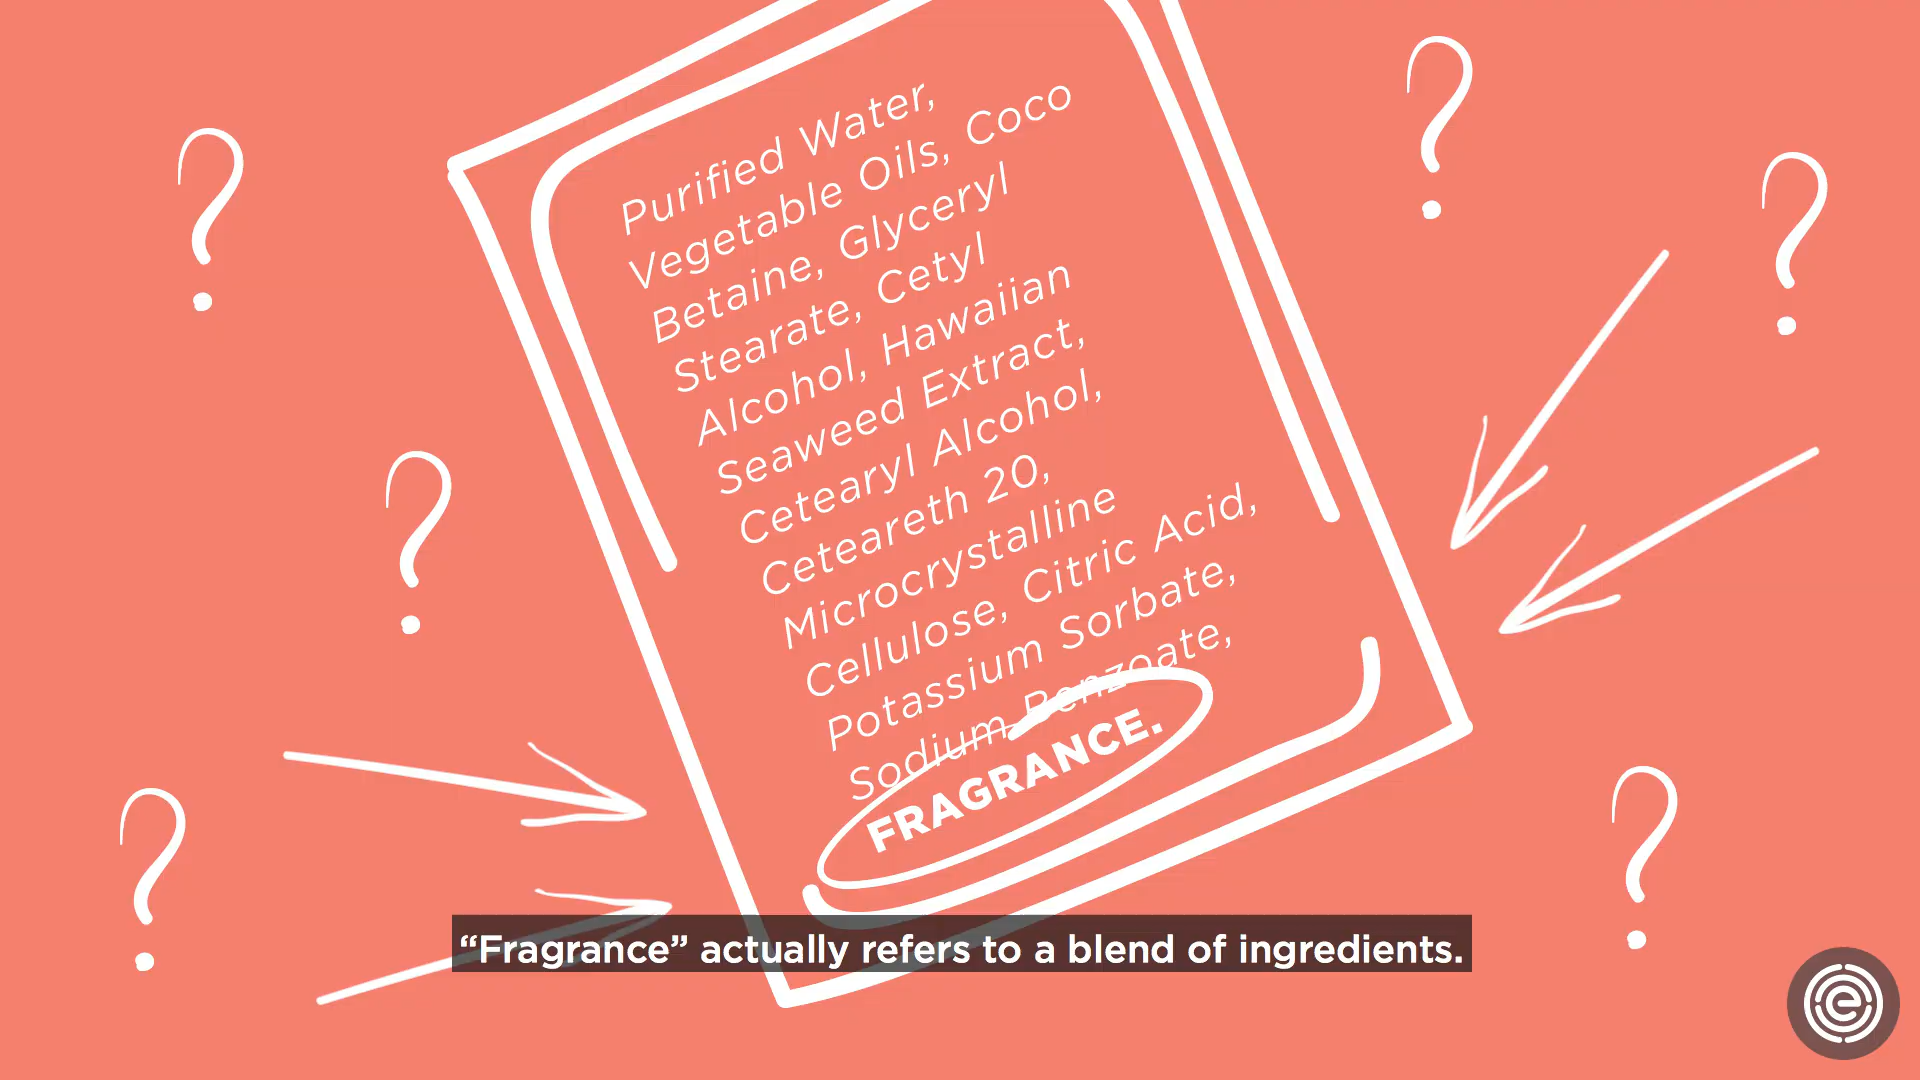 Purified Water,
Vegetable Oils, Coco
Betaine, Glyceryl
Stearate, Cetyl
Alcohol, Hawaiian
Seaweed Extract,
Cetearyl Alcohol,
Ceteareth 20,
Microcrystalline
Cellulose, Citric Acid,
Potassium Sorbate,
Sodium Benzoate,
FRAGRANCE.
“Fragrance” actually refers to a blend of ingredients.
e